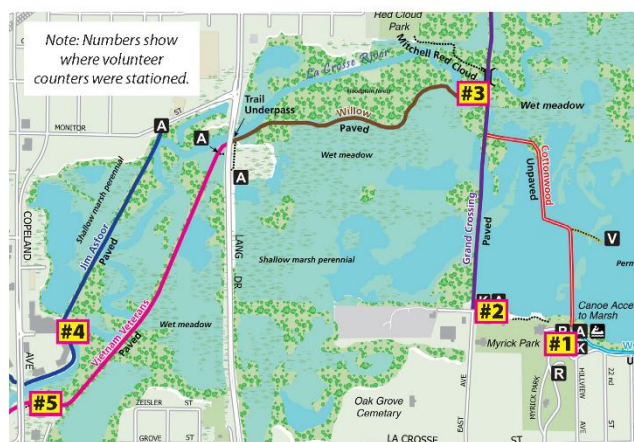 Note: Numbers show
where volunteer
counters were stationed.
Red Cloud
Park
Mitchell Red Cloud
La Crosse River
#3
Wet meadow
ST
MONITOR
A
A
Trail
Underpass
A
Willow
Paved
Wet meadow
Cottonwood
Unpaved
V
Shallow marsh perennial
Jim Asfoor
Paved
COPELAND
AVE
LANG
DR
Grand Crossing
Paved
Shallow marsh perennial
Vietnam Veterans
Paved
Wet meadow
#4
#5
#2
Canoe Acce
to Marsh
Myrick Park
#1
A
K
R
MYRICK PARK
HILLVIEW
AVE
22 nd
ST
Oak Grove
Cemetery
EAST
AVE
ZEISLER
ST
GROVE
ST
LA CROSSE
ST